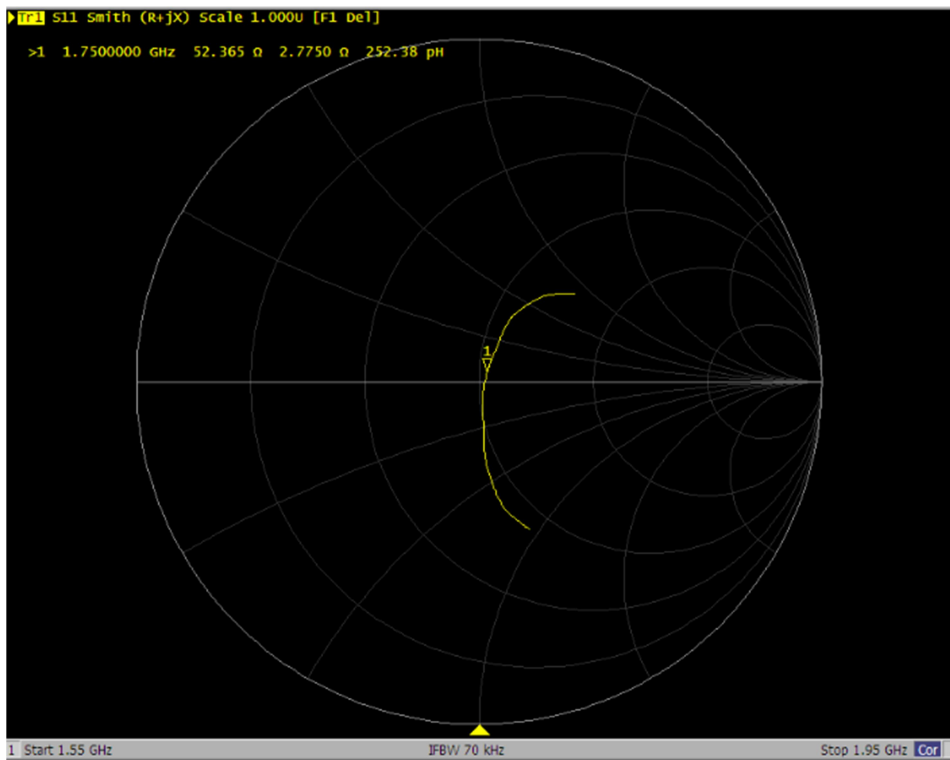 Tr1 S11 Smith (R+jX) Scale 1.000U [F1 Del]
>1 1.7500000 GHz 52.365 Ω 2.7750 Ω 252.38 pH
1
1 Start 1.55 GHz IFBW 70 kHz Stop 1.95 GHz Cor